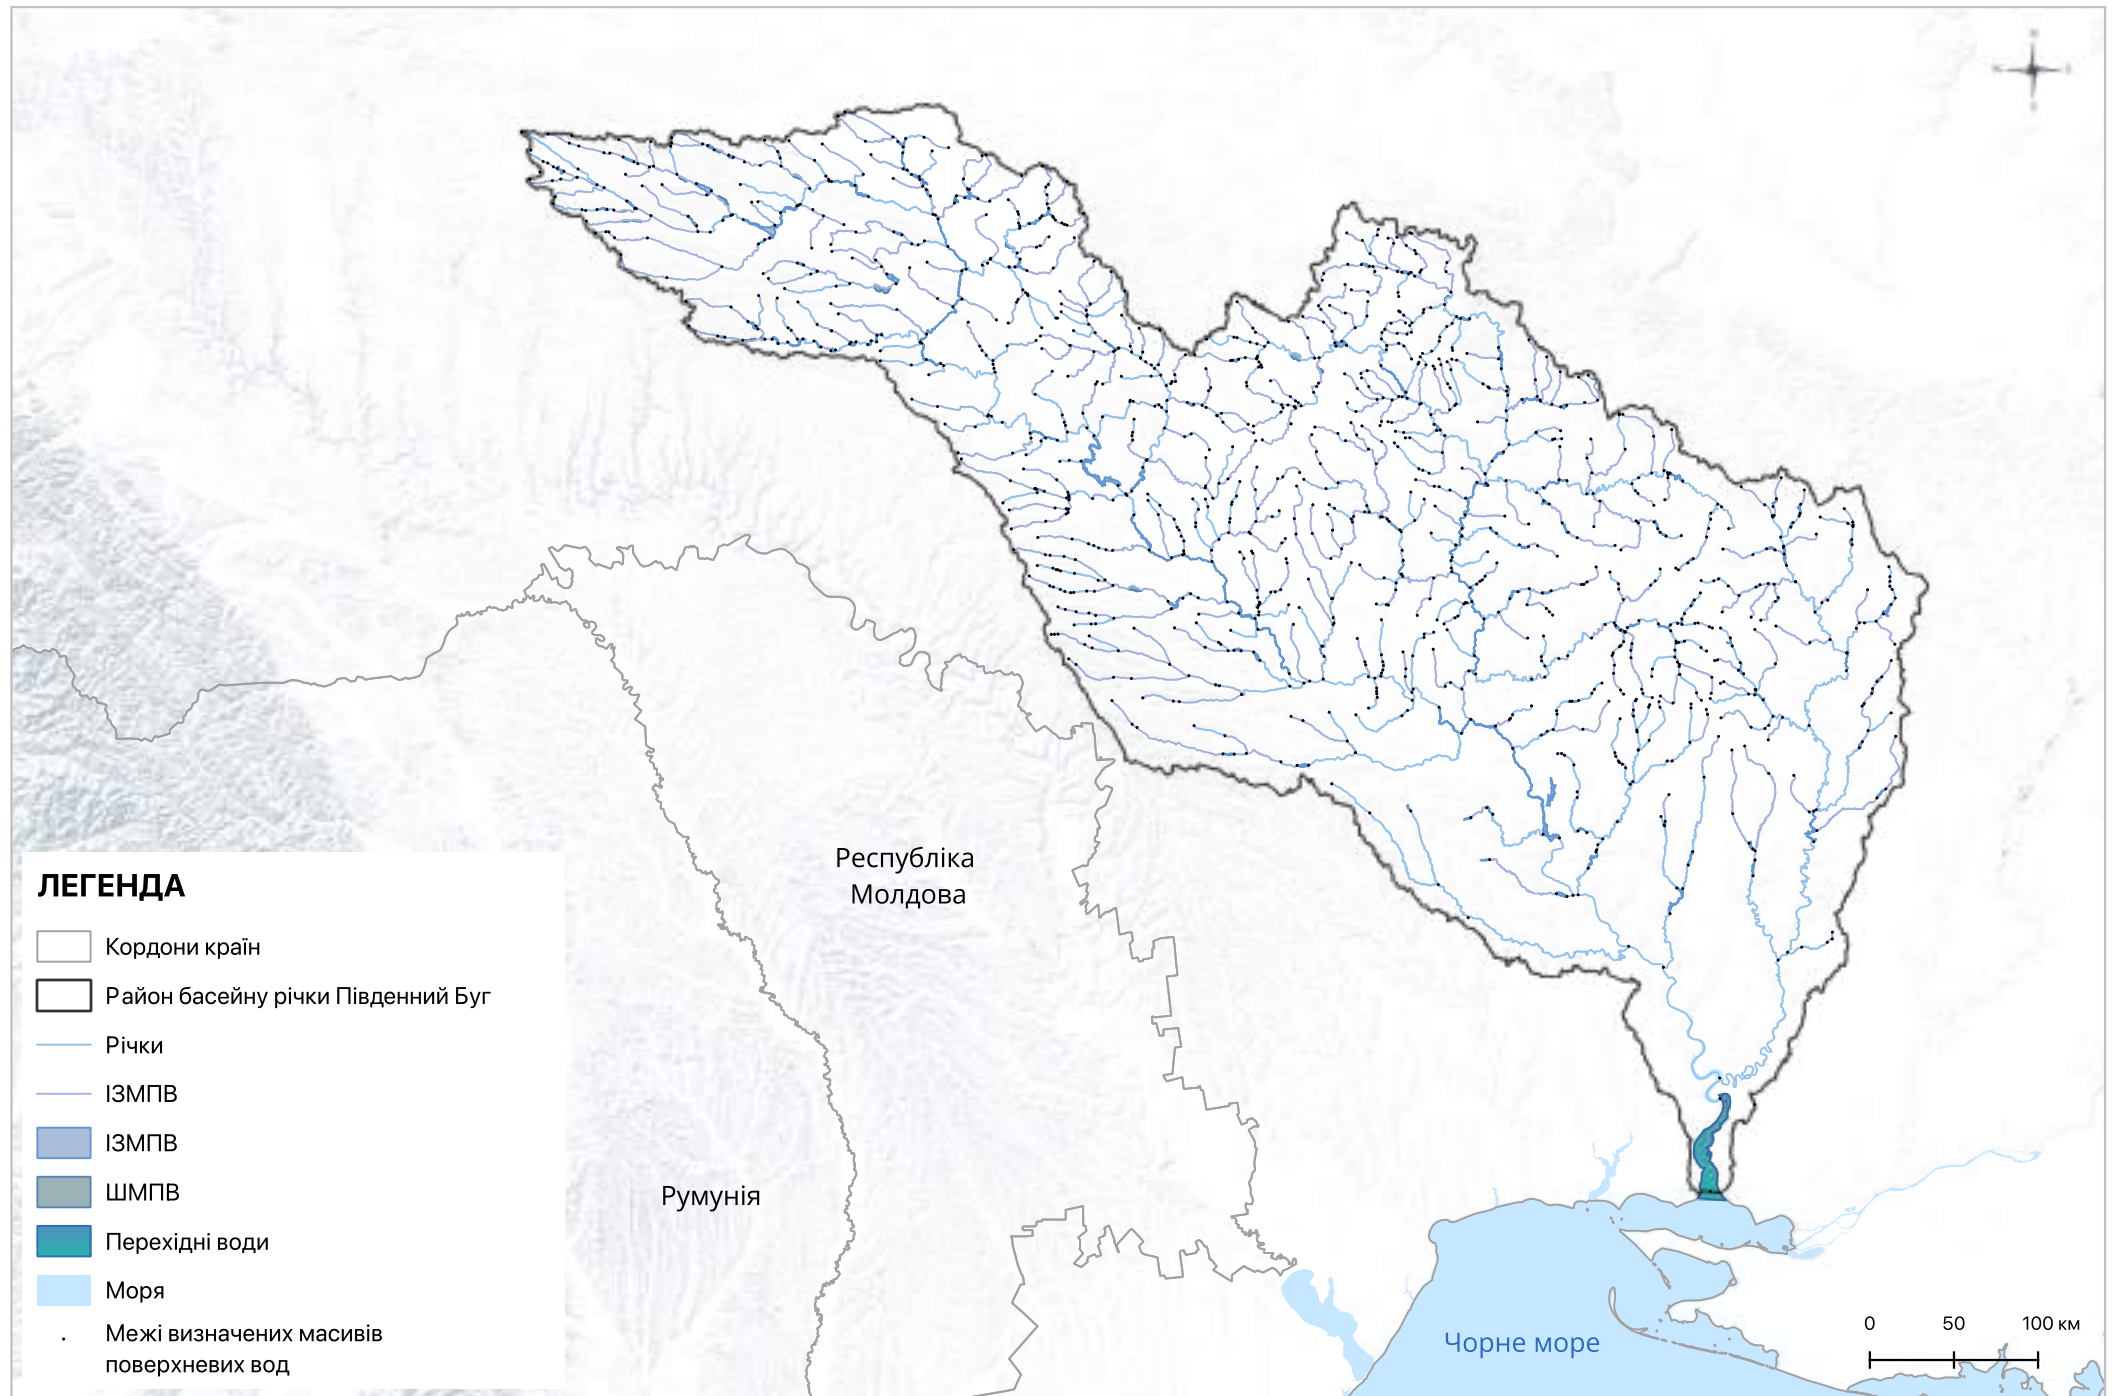 Республіка
Молдова
Румунія
Чорне море
ЛЕГЕНДА
Кордони країн
Район басейну річки Південний Буг
Річки
ІЗМПВ
ІЗМПВ
ШМПВ
Перехідні води
Моря
Межі визначених масивів
поверхневих вод
0 50 100 км